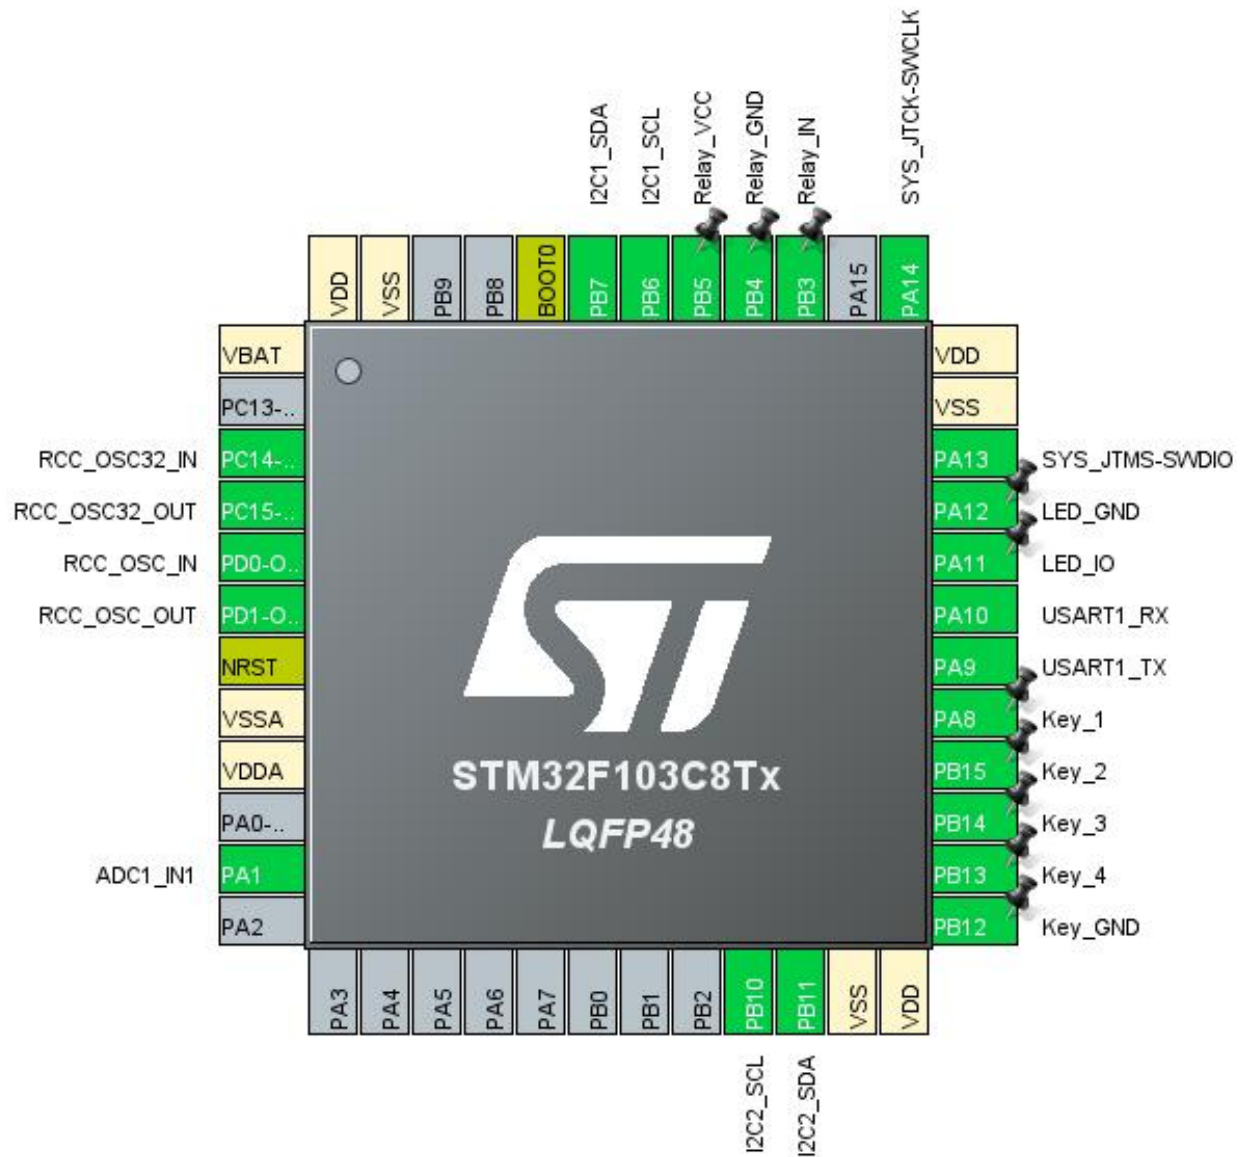 I2C1_SDA
I2C1_SCL
Relay_VCC
Relay_GND
Relay_IN
SYS_JTCK-SWCLK
VDD
VSS
PB9
PB8
BOOT0
PB7
PB6
PB5
PB4
PB3
PA15
PA14
VBAT
PC13-..
RCC_OSC32_IN PC14-..
RCC_OSC32_OUT PC15-..
RCC_OSC_IN PD0-O..
RCC_OSC_OUT PD1-O..
NRST
VSSA
VDDA
PA0-..
ADC1_IN1 PA1
PA2
ST
STM32F103C8Tx
LQFP48
VDD
VSS
PA13 SYS_JTMS-SWDIO
PA12 LED_GND
PA11 LED_IO
PA10 USART1_RX
PA9 USART1_TX
PA8 Key_1
PB15 Key_2
PB14 Key_3
PB13 Key_4
PB12 Key_GND
PA3
PA4
PA5
PA6
PA7
PB0
PB1
PB2
PB10
PB11
VSS
VDD
I2C2_SCL
I2C2_SDA